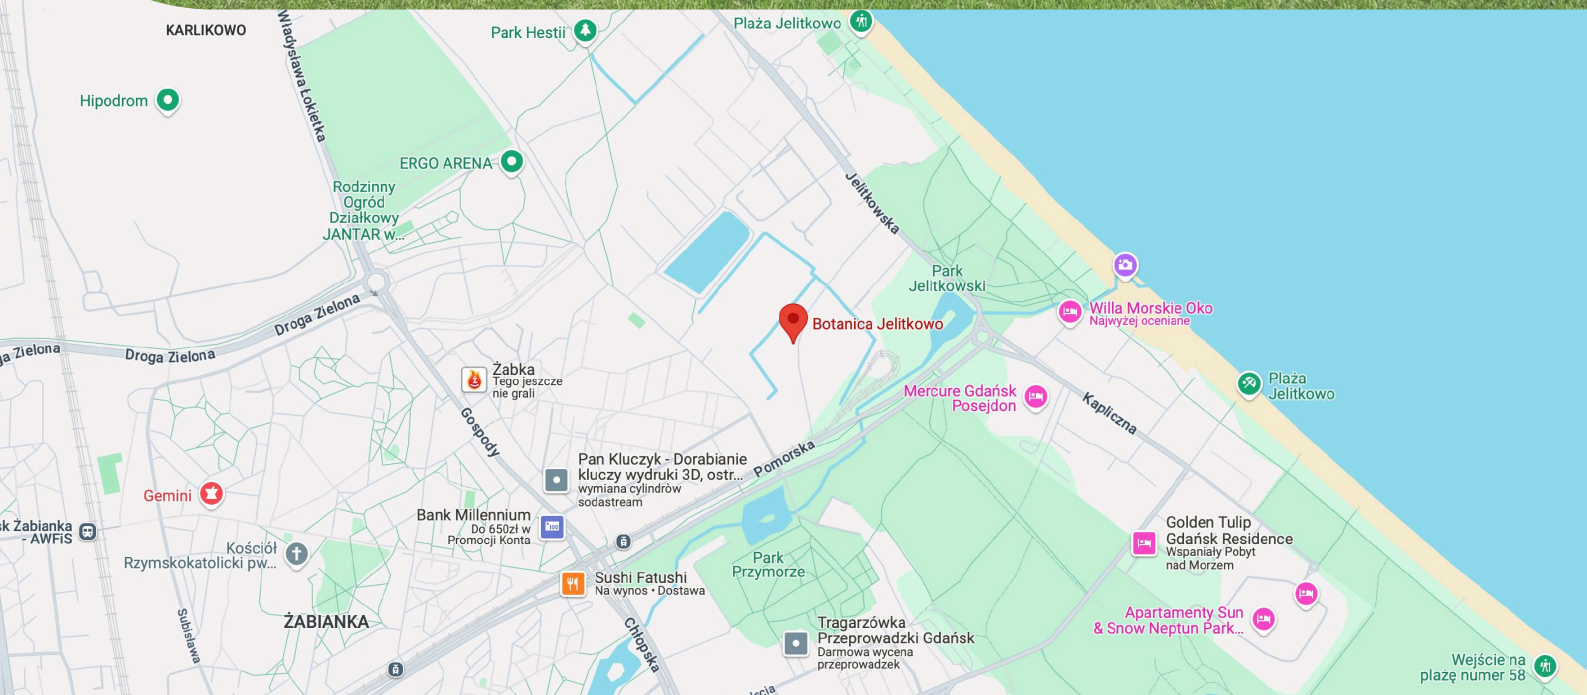 KARLIKOWO
Władysława Łokietka
Park Hestii
Plaża Jelitkowo
Hipodrom
ERGO ARENA
Rodzinny
Ogród
Działkowy
JANTAR w...
Jelitkowska
Park
Jelitkowski
Droga Zielona
Droga Zielona
ga Zielona
Botanica Jelitkowo
Willa Morskie Oko
Najwyżej oceniane
Żabka
Tego jeszcze
nie grali
Mercure Gdańsk
Posejdon
Plaża
Jelitkowo
Kapliczna
Gospody
Pomorska
Pan Kluczyk - Dorabianie
kluczy wydruki 3D, ostr...
wymiana cylindrów
sodastream
Gemini
Bank Millennium
Do 650zł w
Promocji Konta
sk Żabianka
- AWFiS
Kościół
Rzymskokatolicki pw...
Golden Tulip
Gdańsk Residence
Wspaniały Pobyt
nad Morzem
Park
Przymorze
Sushi Fatushi
Na wynos • Dostawa
ŻABIANKA
Subisława
Chłopska
Tragarzówka
Przeprowadzki Gdańsk
Darmowa wycena
przeprowadzek
Apartamenty Sun
& Snow Neptun Park...
Wejście na
plażę numer 58